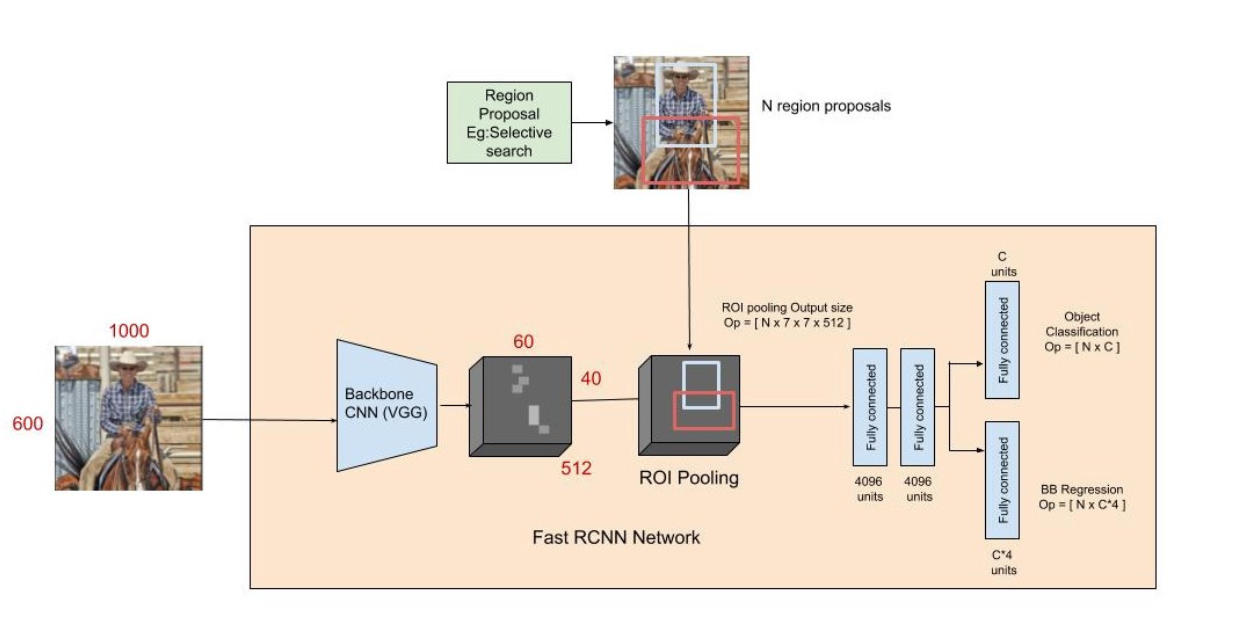 Region
Proposal
Eg:Selective
search
N region proposals
1000
600
Backbone
CNN (VGG)
60
40
512
ROI Pooling
ROI pooling Output size
Op = [ N x 7 x 7 x 512 ]
Fully connected
4096
units
Fully connected
4096
units
C
units
Fully connected
Object
Classification
Op = [ N x C ]
Fully connected
C*4
units
BB Regression
Op = [ N x C*4 ]
Fast RCNN Network